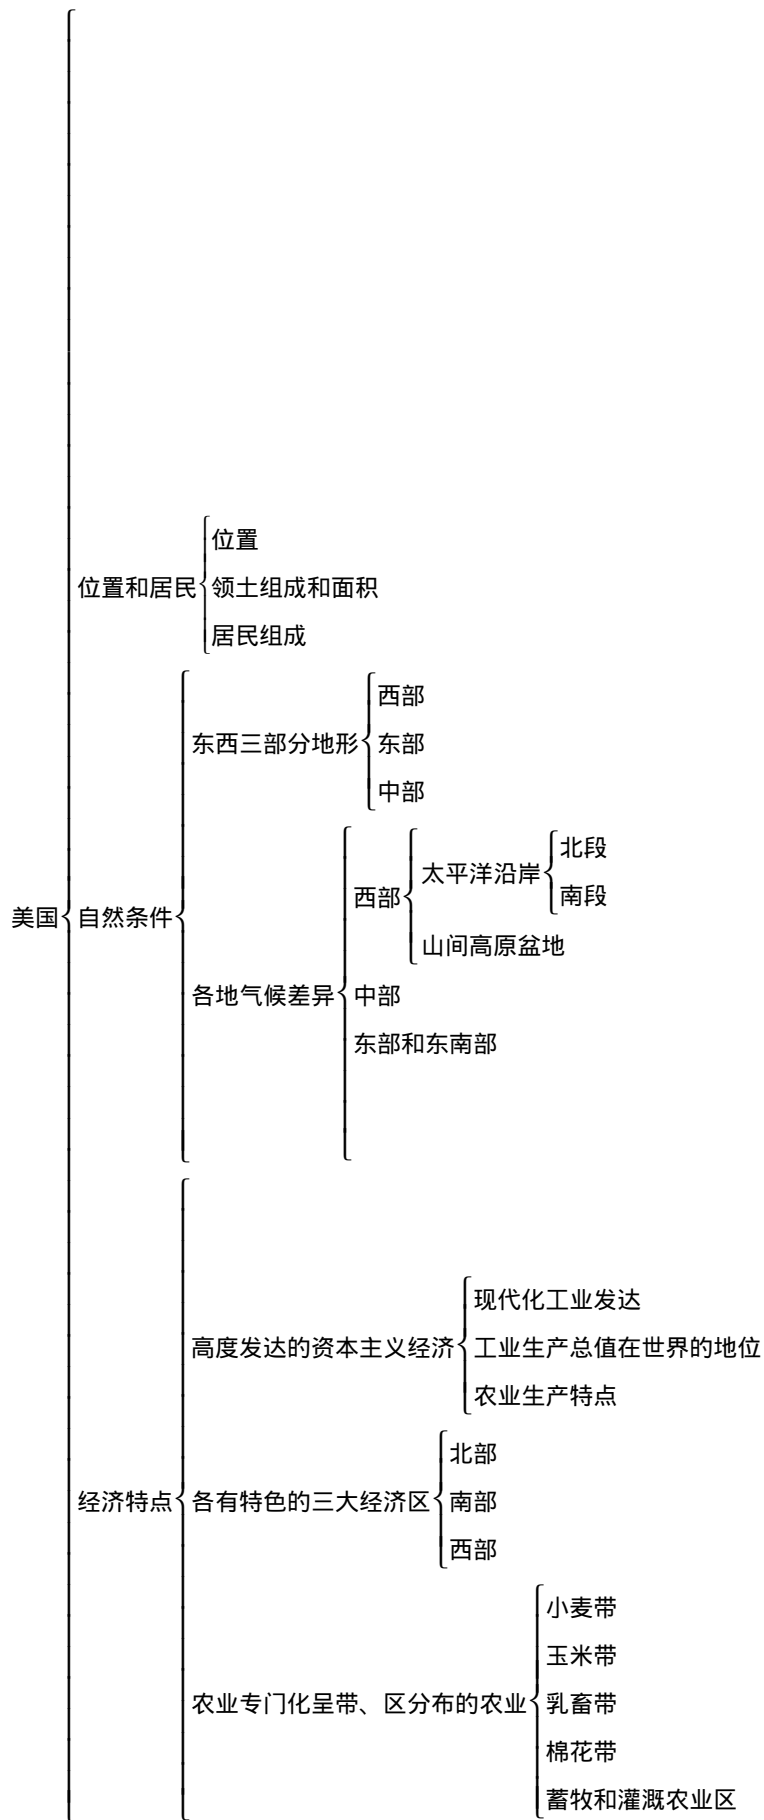 美国
位置和居民
位置
领土组成和面积
居民组成
自然条件
东西三部分地形
西部
东部
中部
各地气候差异
西部
太平洋沿岸
北段
南段
山间高原盆地
中部
东部和东南部
经济特点
高度发达的资本主义经济
现代化工业发达
工业生产总值在世界的地位
农业生产特点
各有特色的三大经济区
北部
南部
西部
农业专门化呈带、区分布的农业
小麦带
玉米带
乳畜带
棉花带
蓄牧和灌溉农业区